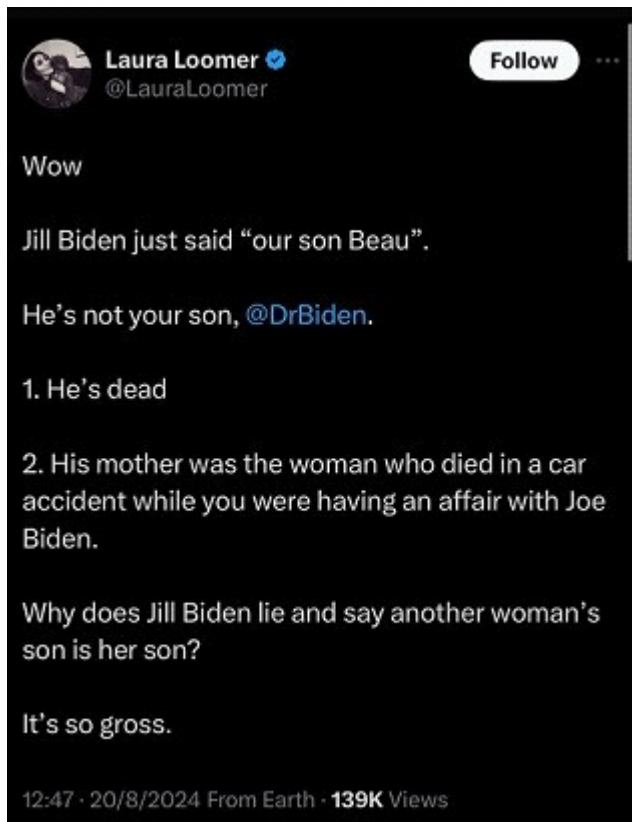 Laura Loomer
Follow
@LauraLoomer
Wow
Jill Biden just said “our son Beau”.
He’s not your son, @DrBiden.
1. He’s dead
2. His mother was the woman who died in a car
accident while you were having an affair with Joe
Biden.
Why does Jill Biden lie and say another woman’s
son is her son?
It’s so gross.
12:47 · 20/8/2024 From Earth · 139K Views